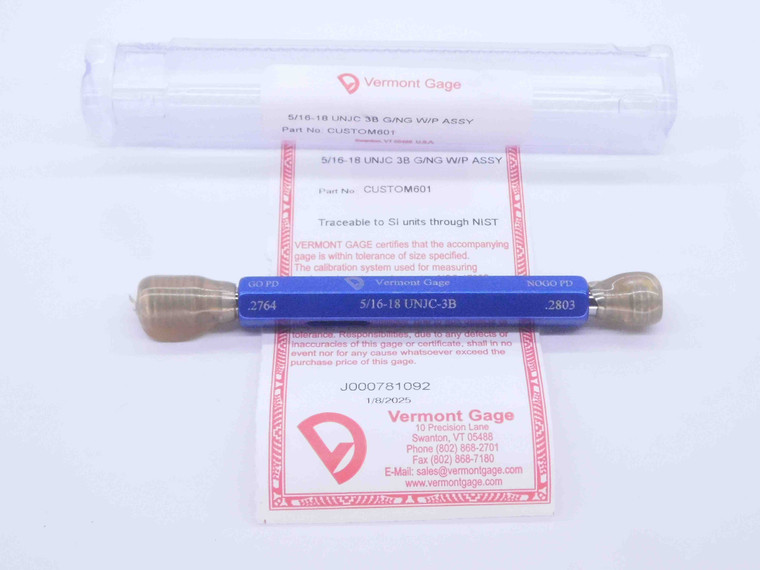 Vermont Gage
5/16-18 UNJC 3B G/NG W/P ASSY
Part No. CUSTOM601
Swanton, VT 05488 U.S.A.
5/16-18 UNJC 3B G/NG W/P ASSY
Part No. CUSTOM601
Traceable to SI units through NIST
VERMONT GAGE certifies that the accompanying
gage is within tolerance of size specified.
The calibration system used for measuring
GO PD Vermont Gage NOGO PD
.2764 5/16-18 UNJC-3B .2803
tolerance. Responsibilities, due to any defects or
inaccuracies of this gage or certificate, shall in no
event nor for any cause whatsoever exceed the
purchase price of this gage.
J000781092
1/8/2025
Vermont Gage
10 Precision Lane
Swanton, VT 05488
Phone (802) 868-2701
Fax (802) 868-7180
E-Mail: sales@vermontgage.com
www.vermontgage.com